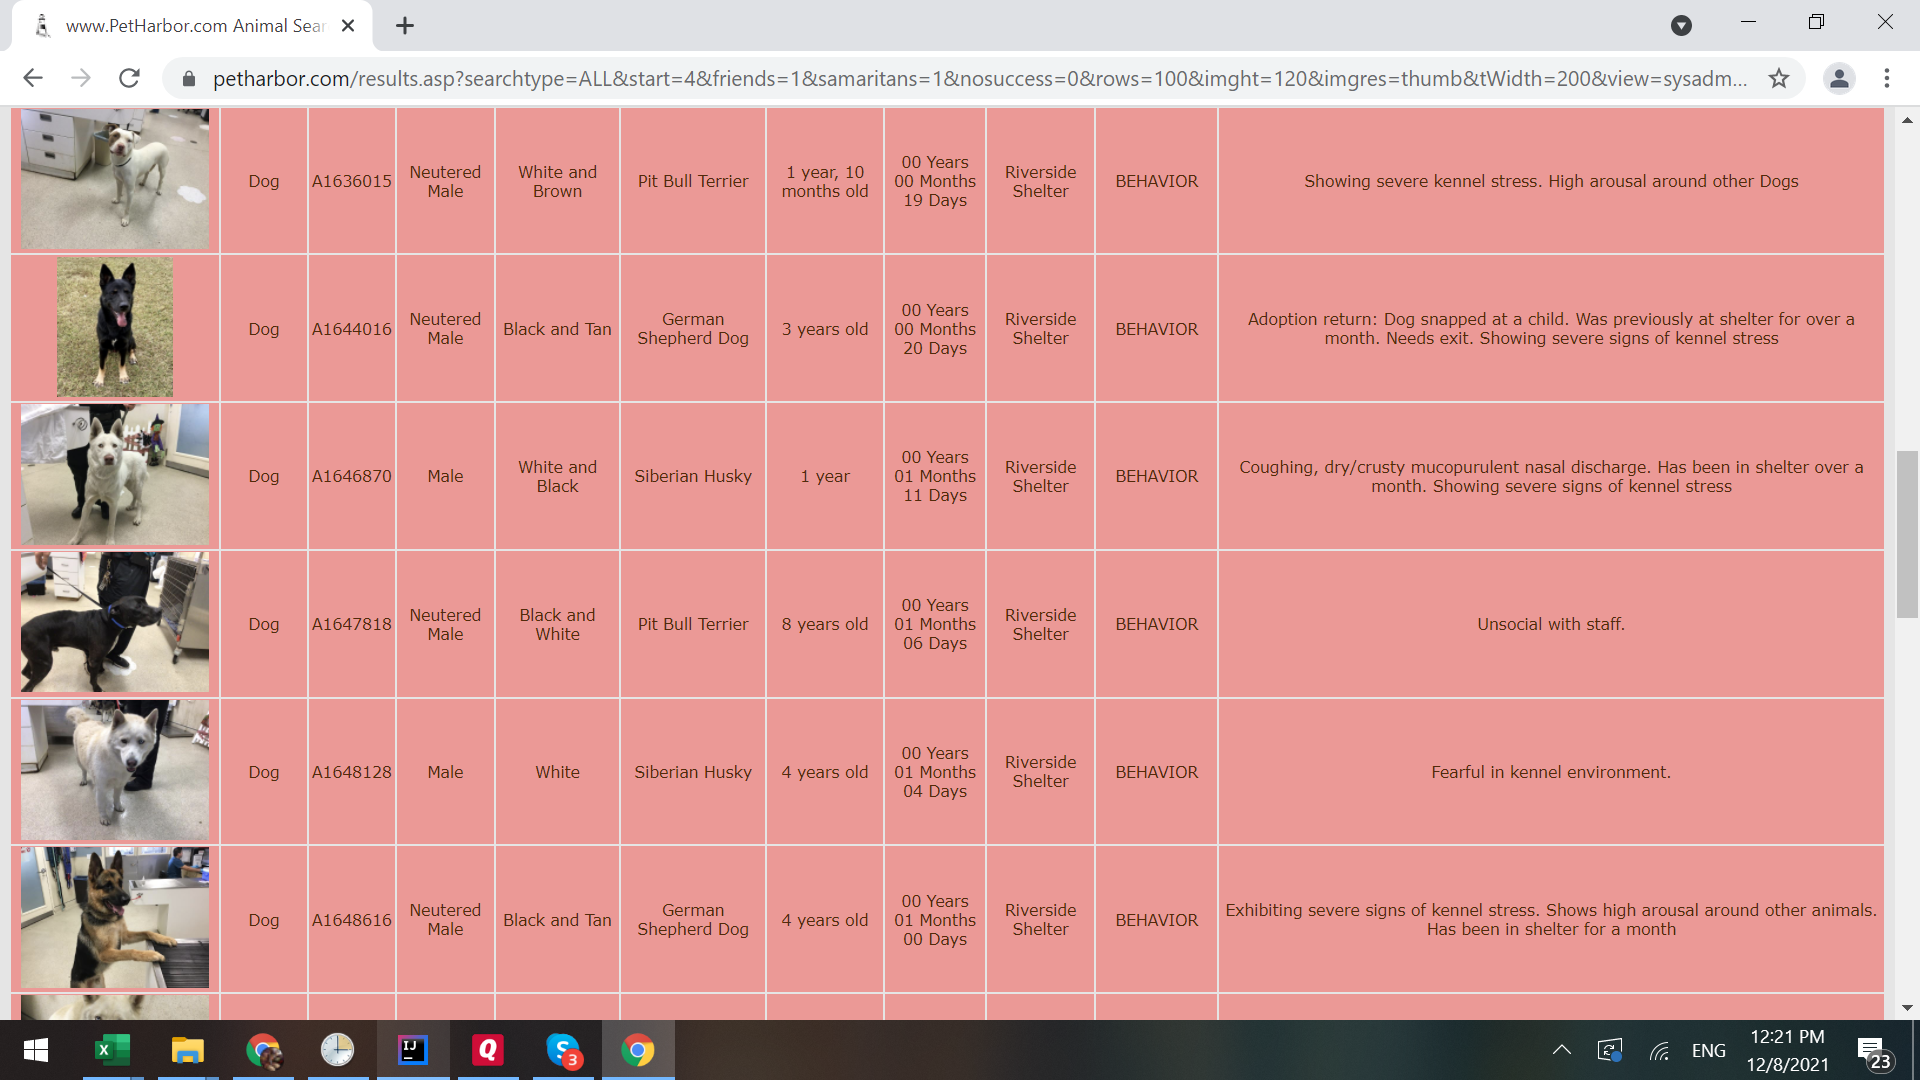 www.PetHarbor.com Animal Sear
petharbor.com/results.asp?searchtype=ALL&start=4&friends=1&samaritans=1&nosuccess=0&rows=100&imght=120&imgres=thumb&tWidth=200&view=sysadm...
Dog
A1636015
Neutered
Male
White and
Brown
Pit Bull Terrier
1 year, 10
months old
00 Years
00 Months
19 Days
Riverside
Shelter
BEHAVIOR
Showing severe kennel stress. High arousal around other Dogs
Dog
A1644016
Neutered
Male
Black and Tan
German
Shepherd Dog
3 years old
00 Years
00 Months
20 Days
Riverside
Shelter
BEHAVIOR
Adoption return: Dog snapped at a child. Was previously at shelter for over a
month. Needs exit. Showing severe signs of kennel stress
Dog
A1646870
Male
White and
Black
Siberian Husky
1 year
00 Years
01 Months
11 Days
Riverside
Shelter
BEHAVIOR
Coughing, dry/crusty mucopurulent nasal discharge. Has been in shelter over a
month. Showing severe signs of kennel stress
Dog
A1647818
Neutered
Male
Black and
White
Pit Bull Terrier
8 years old
00 Years
01 Months
06 Days
Riverside
Shelter
BEHAVIOR
Unsocial with staff.
Dog
A1648128
Male
White
Siberian Husky
4 years old
00 Years
01 Months
04 Days
Riverside
Shelter
BEHAVIOR
Fearful in kennel environment.
Dog
A1648616
Neutered
Male
Black and Tan
German
Shepherd Dog
4 years old
00 Years
01 Months
00 Days
Riverside
Shelter
BEHAVIOR
Exhibiting severe signs of kennel stress. Shows high arousal around other animals.
Has been in shelter for a month
X
IJ
Q
S
3
ENG
12:21 PM
12/8/2021
23